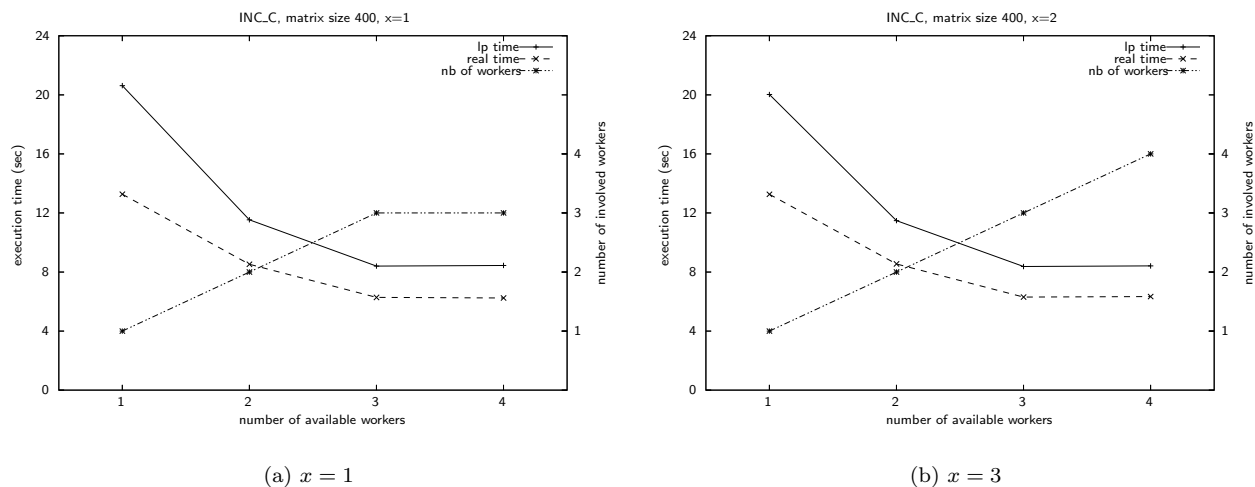 INC_C, matrix size 400, x=1
lp time
real time
nb of workers
24
20
16
12
8
4
0
execution time (sec)
4
3
2
1
number of involved workers
1 2 3 4
number of available workers
(a) x = 1
INC_C, matrix size 400, x=2
lp time
real time
nb of workers
24
20
16
12
8
4
0
execution time (sec)
4
3
2
1
number of involved workers
1 2 3 4
number of available workers
(b) x = 3